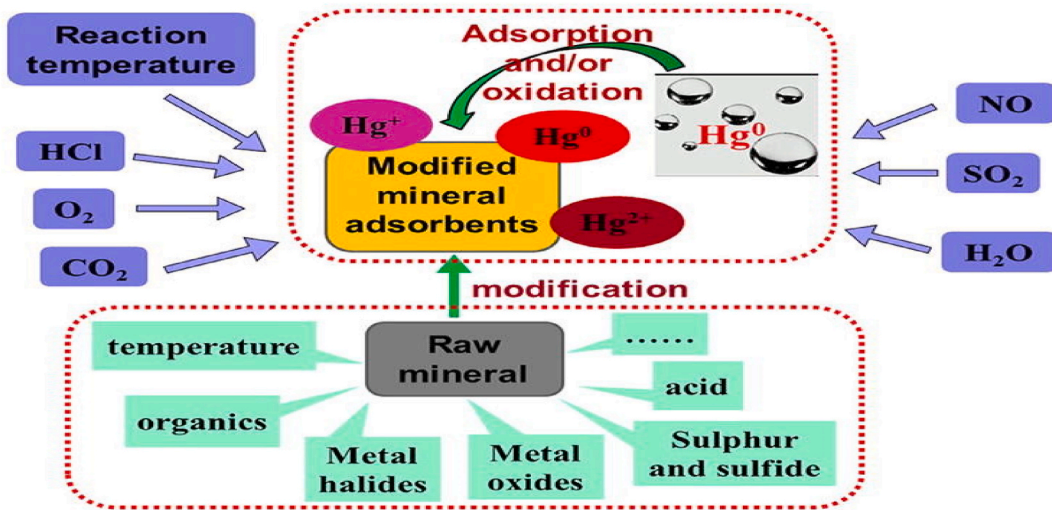 Reaction
temperature
HCl
O₂
CO₂
Adsorption
and/or
oxidation
Hg⁺
Hg⁰
Hg⁰
Modified
mineral
adsorbents
Hg²⁺
NO
SO₂
H₂O
modification
temperature
Raw
mineral
......
organics
acid
Metal
halides
Metal
oxides
Sulphur
and sulfide